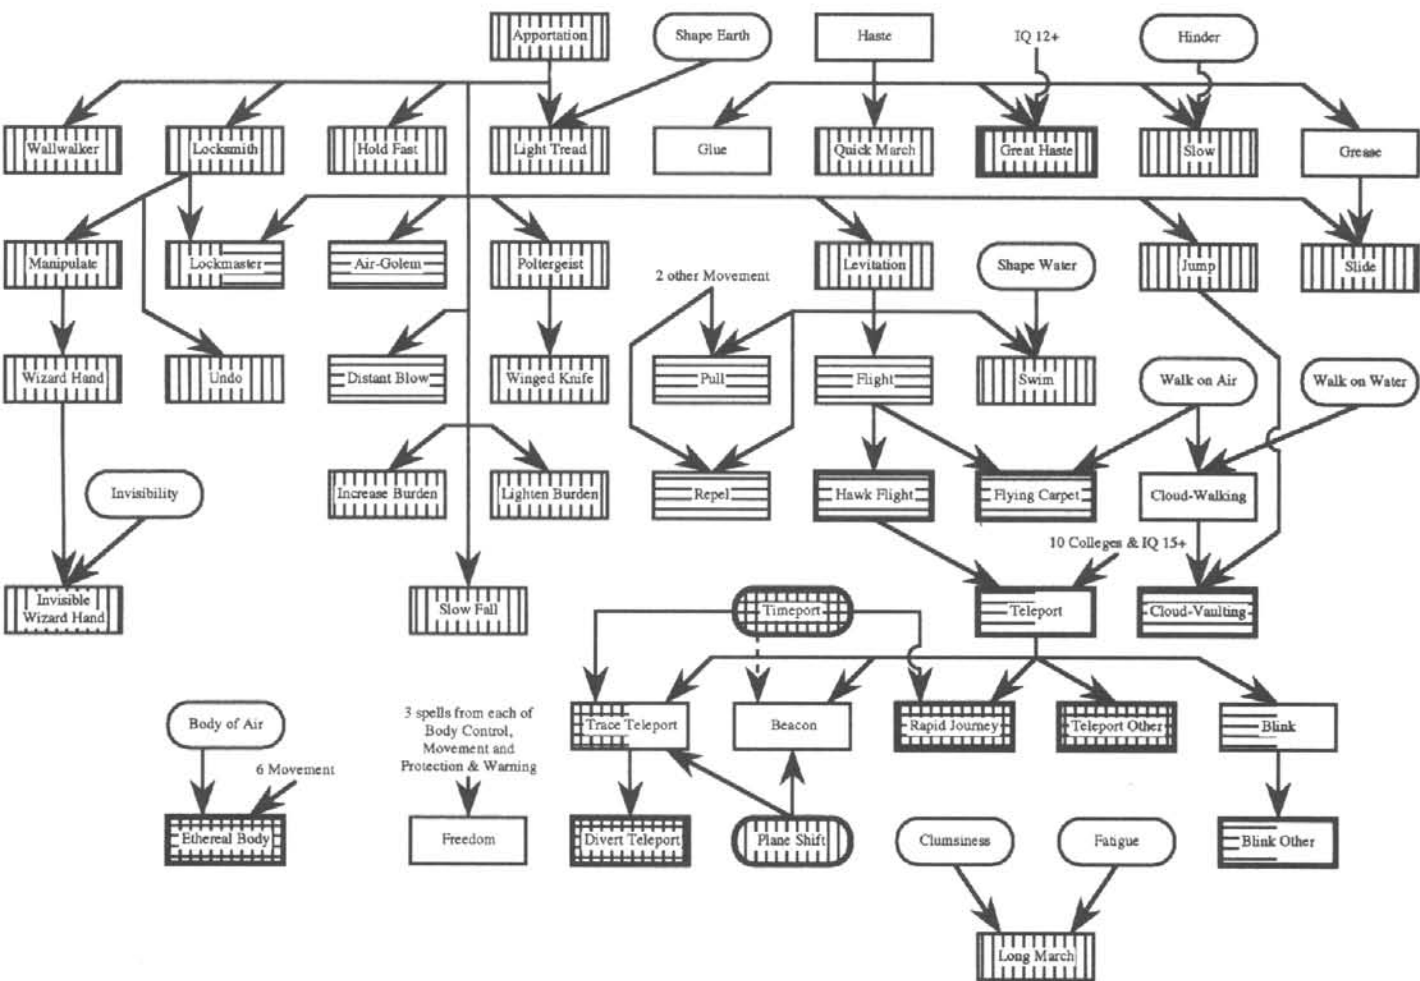 Apportation
Shape Earth
Haste
IQ 12+
Hinder
Wallwalker
Locksmith
Hold Fast
Light Tread
Glue
Quick March
Great Haste
Slow
Grease
Manipulate
Lockmaster
Air-Golem
Poltergeist
2 other Movement
Levitation
Shape Water
Jump
Slide
Wizard Hand
Undo
Distant Blow
Winged Knife
Pull
Flight
Swim
Walk on Air
Walk on Water
Invisibility
Increase Burden
Lighten Burden
Repel
Hawk Flight
Flying Carpet
Cloud-Walking
10 Colleges & IQ 15+
Invisible
Wizard Hand
Slow Fall
Timeport
Teleport
Cloud-Vaulting
Body of Air
3 spells from each of
Body Control,
Movement and
Protection & Warning
Trace Teleport
Beacon
Rapid Journey
Teleport Other
Blink
6 Movement
Ethereal Body
Freedom
Divert Teleport
Plane Shift
Clumsiness
Fatigue
Blink Other
Long March